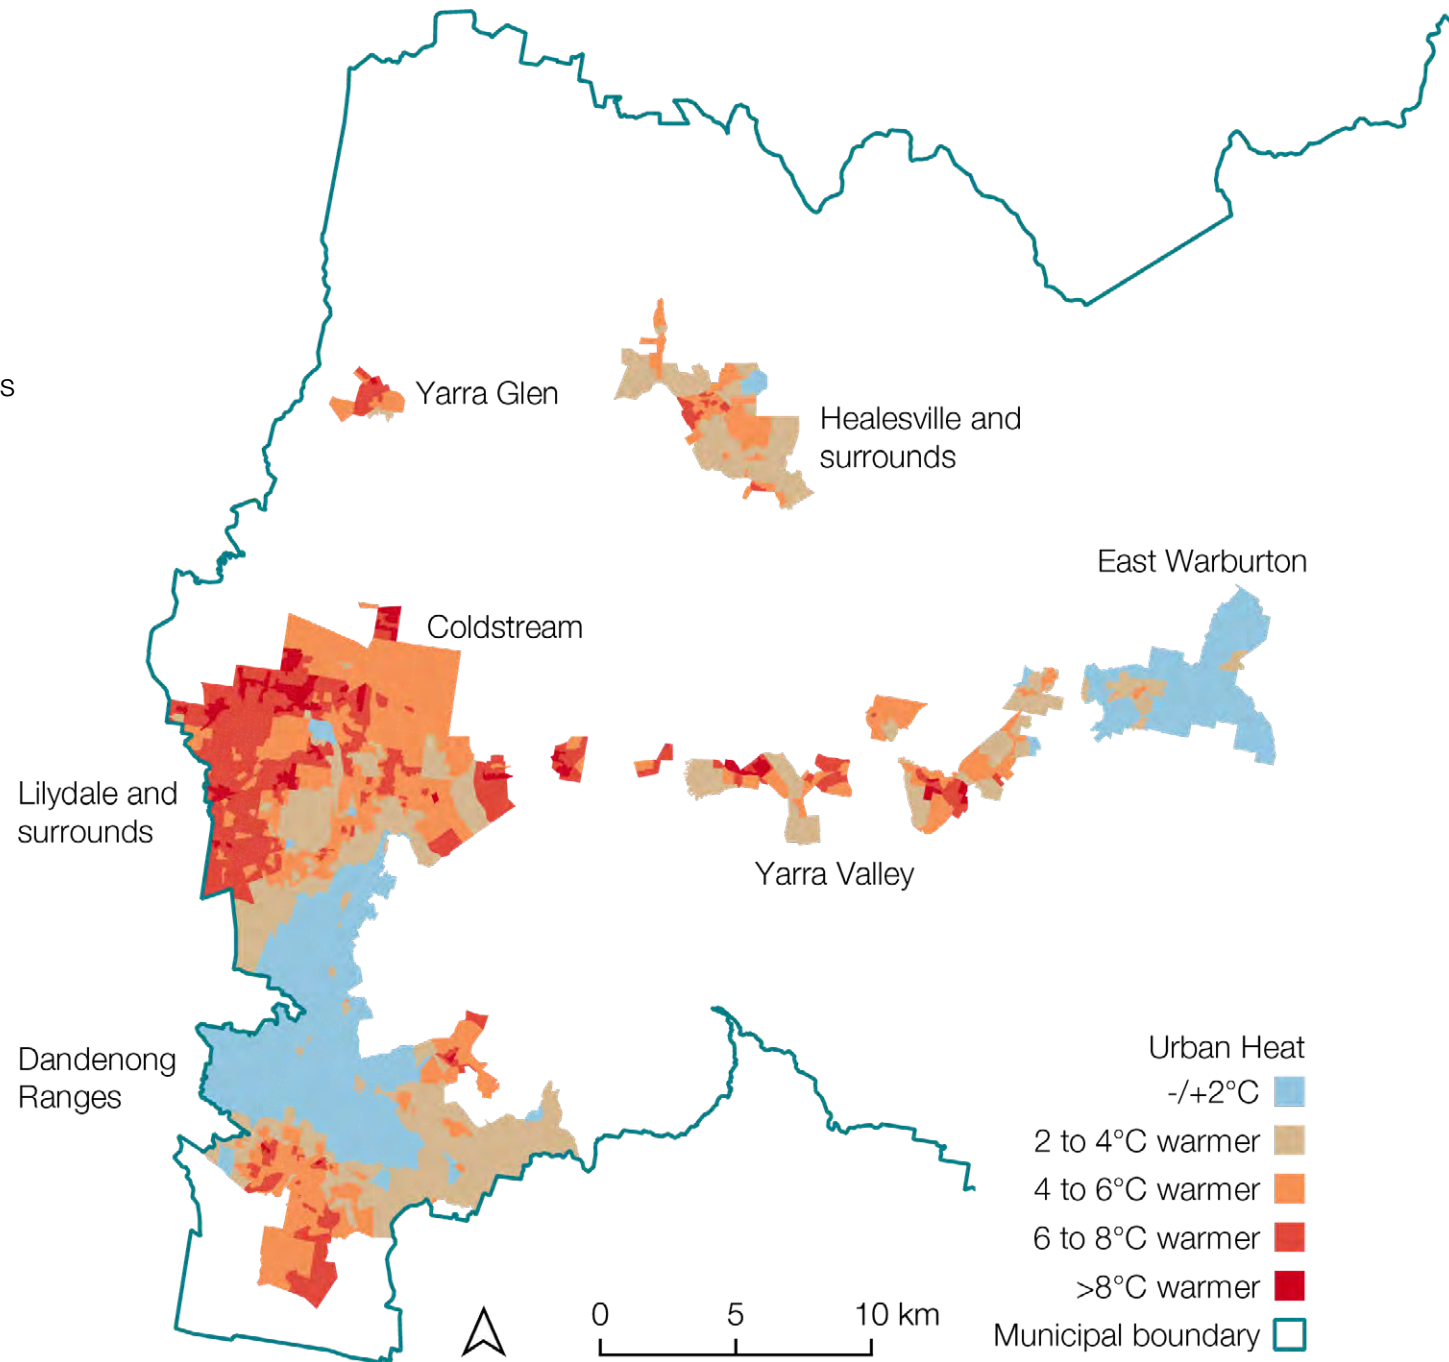 s
Yarra Glen
Healesville and
surrounds
East Warburton
Coldstream
Lilydale and
surrounds
Yarra Valley
Dandenong
Ranges
Urban Heat
-/+2°C
2 to 4°C warmer
4 to 6°C warmer
6 to 8°C warmer
>8°C warmer
Municipal boundary
0 5 10 km